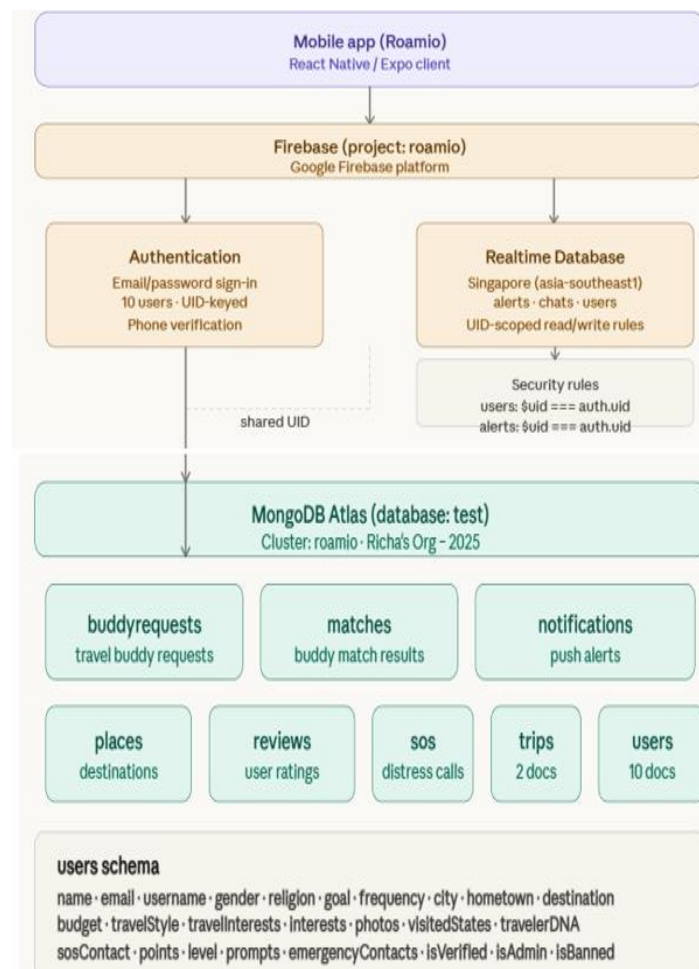 Mobile app (Roamio)
React Native / Expo client
Firebase (project: roamio)
Google Firebase platform
Authentication
Email/password sign-in
10 users · UID-keyed
Phone verification
Realtime Database
Singapore (asia-southeast1)
alerts · chats · users
UID-scoped read/write rules
Security rules
users: $uid === auth.uid
alerts: $uid === auth.uid
shared UID
MongoDB Atlas (database: test)
Cluster: roamio · Richa's Org – 2025
buddyrequests
travel buddy requests
matches
buddy match results
notifications
push alerts
places
destinations
reviews
user ratings
sos
distress calls
trips
2 docs
users
10 docs
users schema
name · email · username · gender · religion · goal · frequency · city · hometown · destination
budget · travelStyle · travelInterests · interests · photos · visitedStates · travelerDNA
sosContact · points · level · prompts · emergencyContacts · isVerified · isAdmin · isBanned